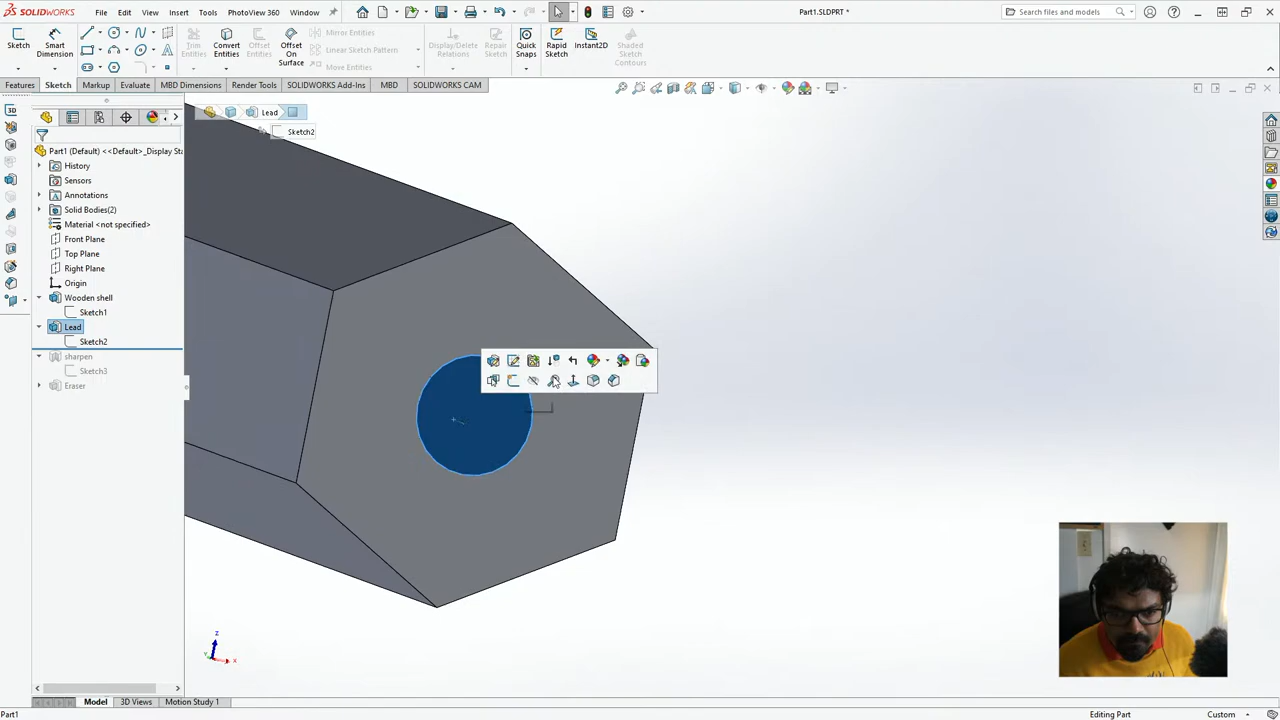 SOLIDWORKS File Edit View Insert Tools PhotoView 360 Window Part1.SLDPRT * Search files and models
Sketch Smart Dimension Trim Entities Convert Entities Offset Entities Offset On Surface Mirror Entities Linear Sketch Pattern Move Entities Display/Delete Relations Repair Sketch Quick Snaps Rapid Sketch Instant2D Shaded Sketch Contours
Features Sketch Markup Evaluate MBD Dimensions Render Tools SOLIDWORKS Add-Ins MBD SOLIDWORKS CAM
Lead
Sketch2
Part1 (Default) <<Default>_Display Sta
History
Sensors
Annotations
Solid Bodies(2)
Material <not specified>
Front Plane
Top Plane
Right Plane
Origin
Wooden shell
Sketch1
Lead
Sketch2
sharpen
Sketch3
Eraser
Z
Y
X
Model 3D Views Motion Study 1
Part1 Editing Part Custom